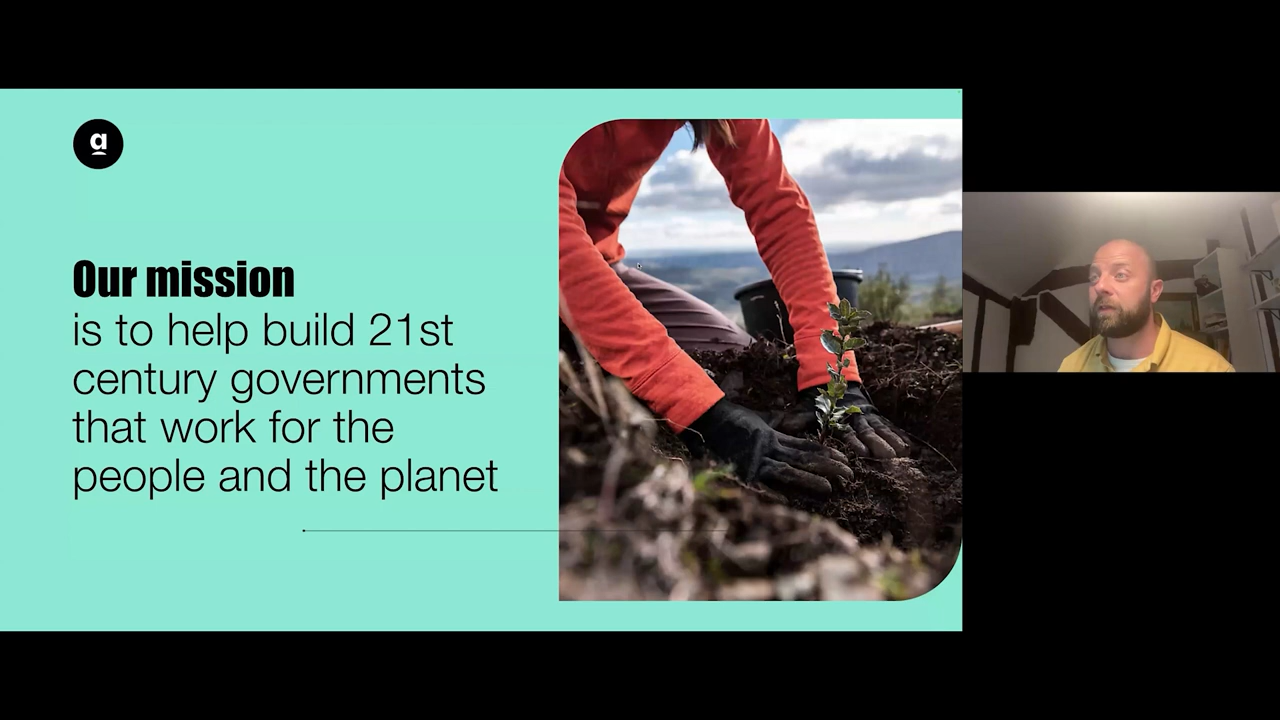 a
Our mission
is to help build 21st
century governments
that work for the
people and the planet